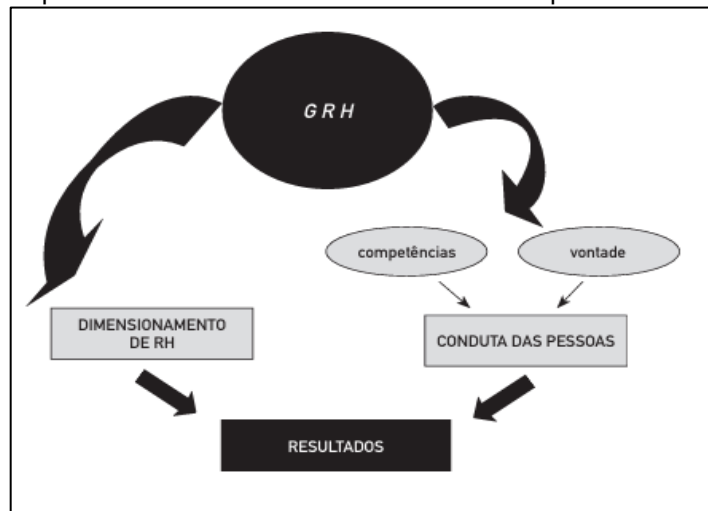 G R H
competências
vontade
DIMENSIONAMENTO
DE RH
CONDUTA DAS PESSOAS
RESULTADOS